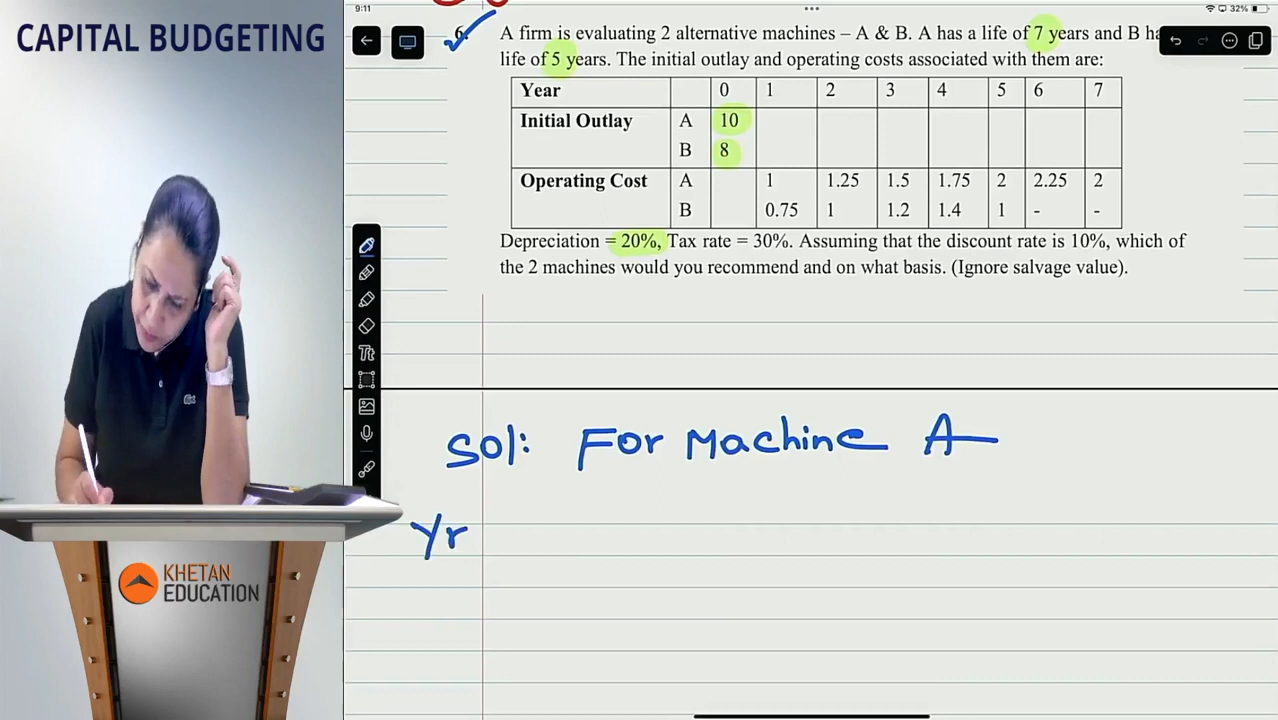 CAPITAL BUDGETING
9:11
32%
6.
A firm is evaluating 2 alternative machines – A & B. A has a life of 7 years and B ha
life of 5 years. The initial outlay and operating costs associated with them are:
Year 0 1 2 3 4 5 6 7
Initial Outlay A 10
B 8
Operating Cost A 1 1.25 1.5 1.75 2 2.25 2
B 0.75 1 1.2 1.4 1 - -
Depreciation = 20%, Tax rate = 30%. Assuming that the discount rate is 10%, which of
the 2 machines would you recommend and on what basis. (Ignore salvage value).
Tt
Sol: For Machine A
Yr
KHETAN
EDUCATION